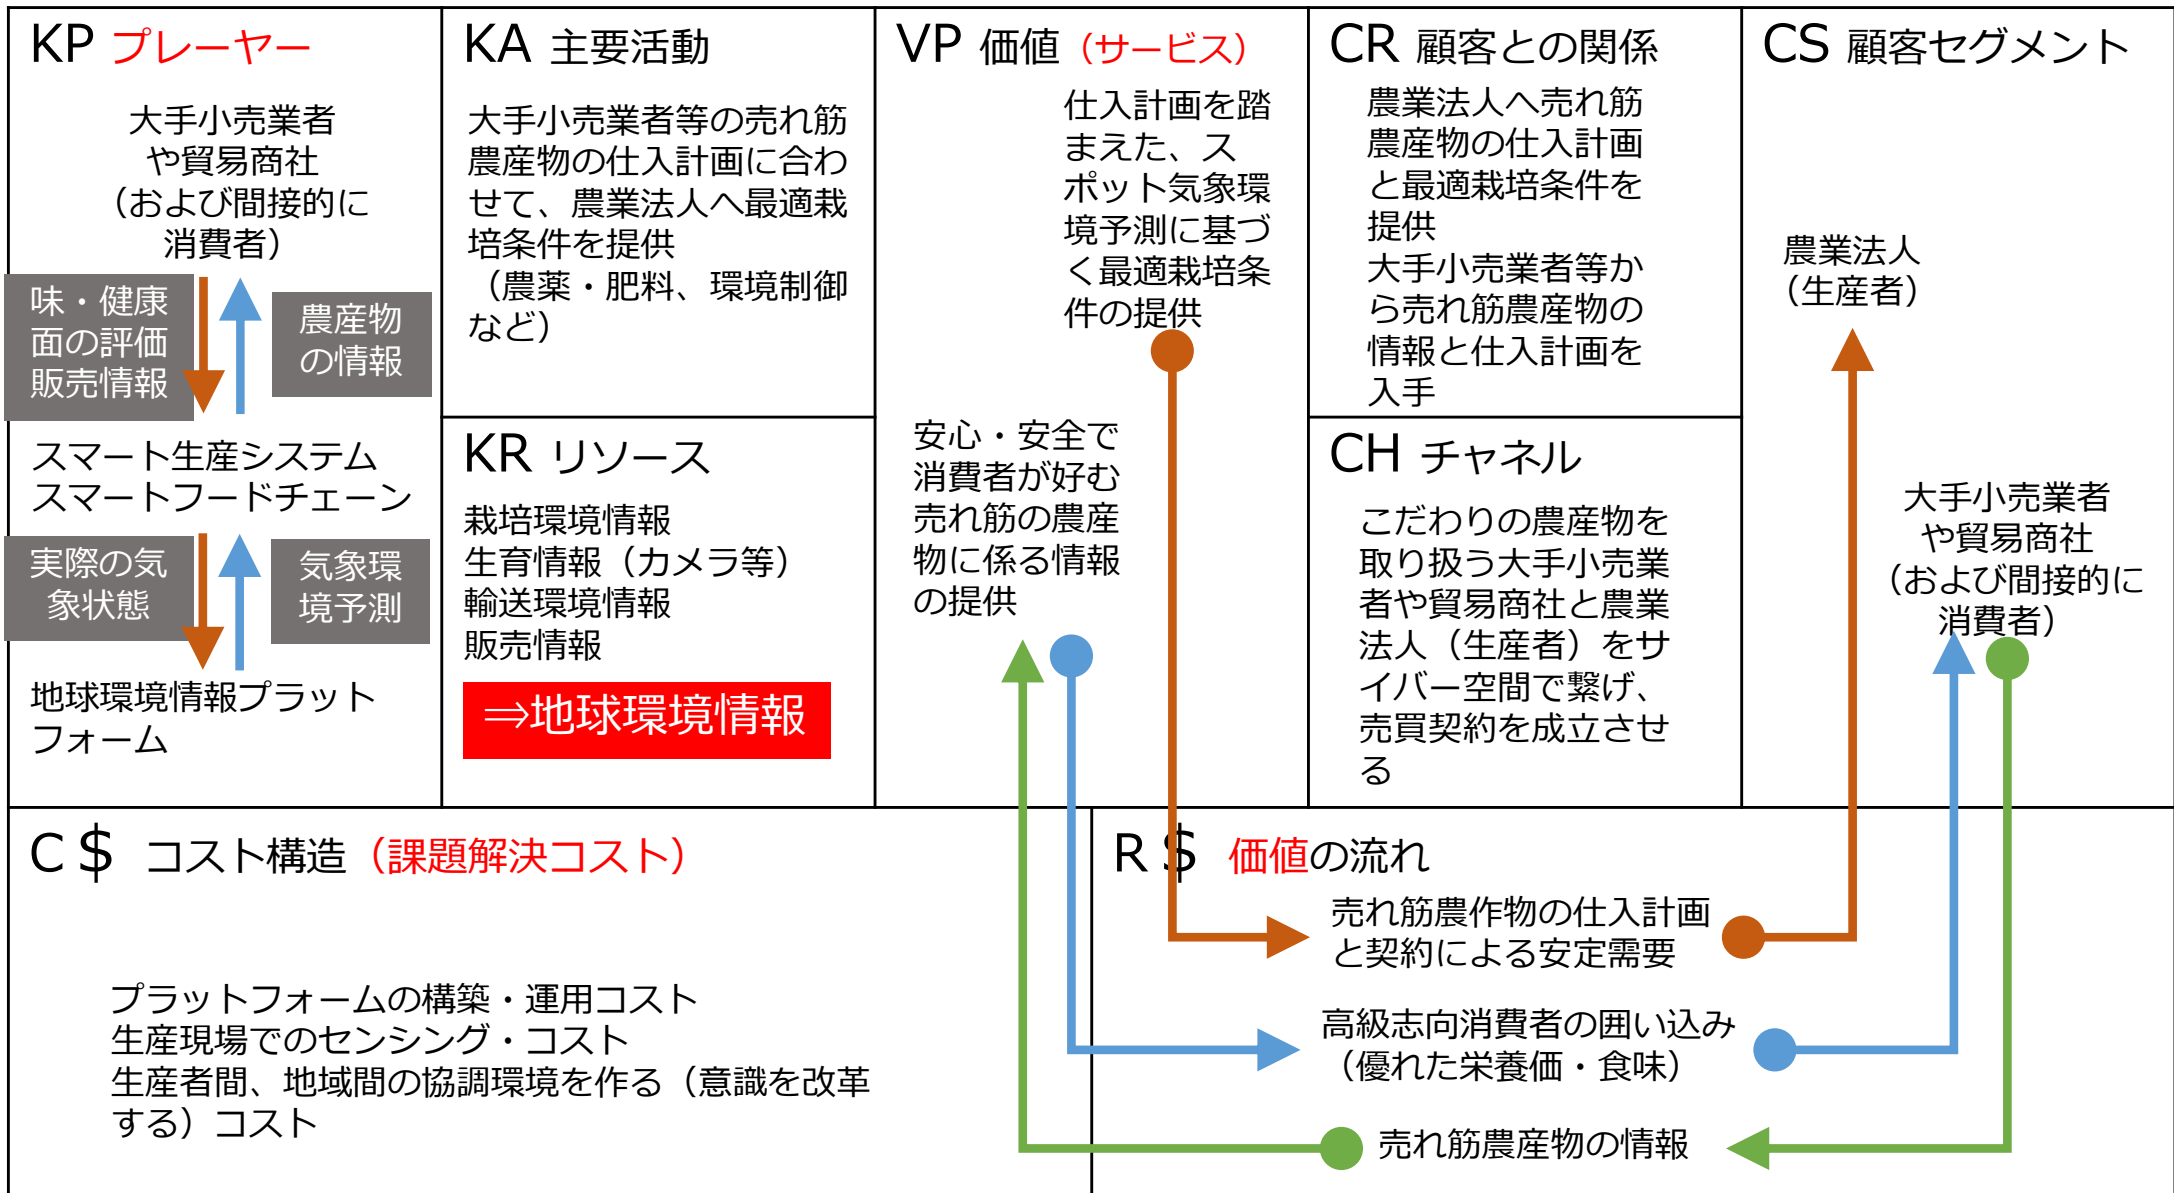 KP プレーヤー
大手小売業者
や貿易商社
（および間接的に
消費者）
味・健康
面の評価
販売情報
農産物
の情報
スマート生産システム
スマートフードチェーン
実際の気
象状態
気象環
境予測
地球環境情報プラット
フォーム
KA 主要活動
大手小売業者等の売れ筋
農産物の仕入計画に合わ
せて、農業法人へ最適栽
培条件を提供
（農薬・肥料、環境制御
など）
KR リソース
栽培環境情報
生育情報（カメラ等）
輸送環境情報
販売情報
⇒地球環境情報
VP 価値（サービス）
仕入計画を踏
まえた、ス
ポット気象環
境予測に基づ
く最適栽培条
件の提供
安心・安全で
消費者が好む
売れ筋の農産
物に係る情報
の提供
CR 顧客との関係
農業法人へ売れ筋
農産物の仕入計画
と最適栽培条件を
提供
大手小売業者等か
ら売れ筋農産物の
情報と仕入計画を
入手
CH チャネル
こだわりの農産物を
取り扱う大手小売業
者や貿易商社と農業
法人（生産者）をサ
イバー空間で繋げ、
売買契約を成立させ
る
CS 顧客セグメント
農業法人
（生産者）
大手小売業者
や貿易商社
（および間接的に
消費者）
C＄ コスト構造（課題解決コスト）
プラットフォームの構築・運用コスト
生産現場でのセンシング・コスト
生産者間、地域間の協調環境を作る（意識を改革
する）コスト
R＄ 価値の流れ
売れ筋農作物の仕入計画
と契約による安定需要
高級志向消費者の囲い込み
（優れた栄養価・食味）
売れ筋農産物の情報